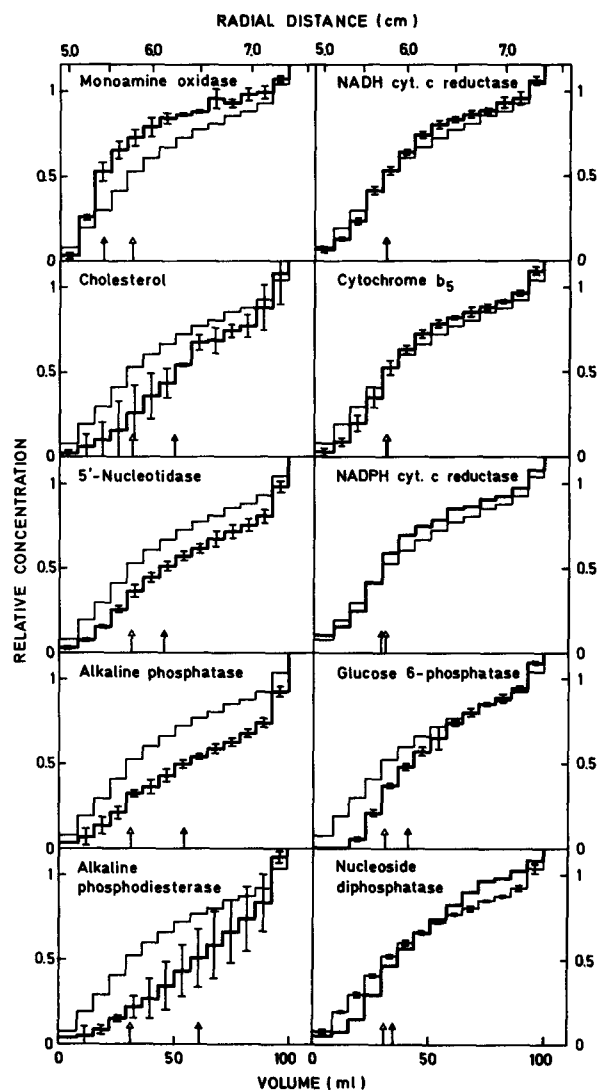 RADIAL DISTANCE (cm)
5.0 6.0 7.0 5.0 6.0 7.0
Monoamine oxidase
NADH cyt. c reductase
1
0.5
0
1
0.5
0
Cholesterol
Cytochrome b5
1
0.5
0
1
0.5
0
5'-Nucleotidase
NADPH cyt. c reductase
1
0.5
0
1
0.5
0
RELATIVE CONCENTRATION
Alkaline phosphatase
Glucose 6-phosphatase
1
0.5
0
1
0.5
0
Alkaline
phosphodiesterase
Nucleoside
diphosphatase
1
0.5
0
1
0.5
0
0 50 100 50 100
VOLUME (ml)